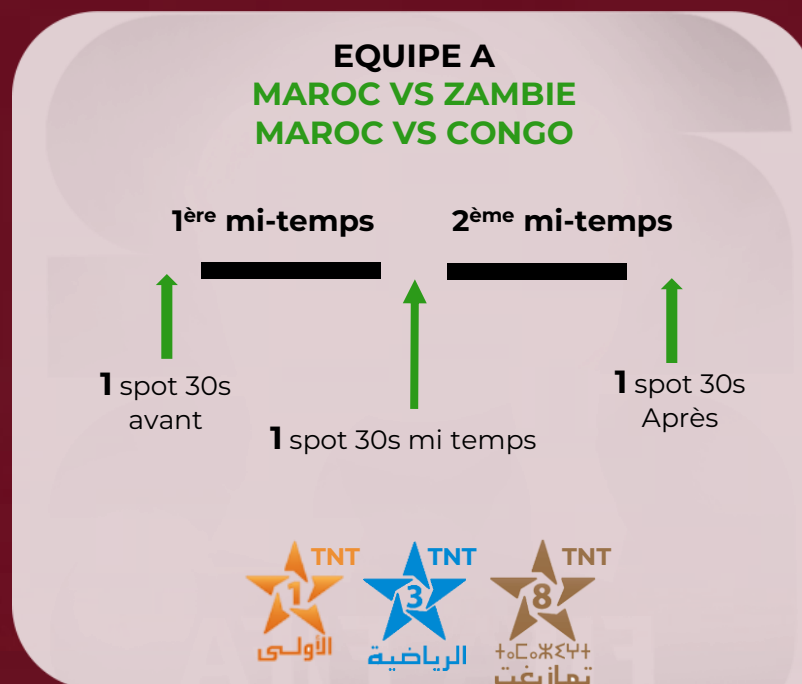 EQUIPE A
MAROC VS ZAMBIE
MAROC VS CONGO
1ère mi-temps
2ème mi-temps
1 spot 30s
avant
1 spot 30s mi temps
1 spot 30s
Après
TNT
1
الأولى
TNT
3
الرياضية
TNT
8
ⵜⴰⵎⴰⵣⵉⵖⵜ
تمازيغت